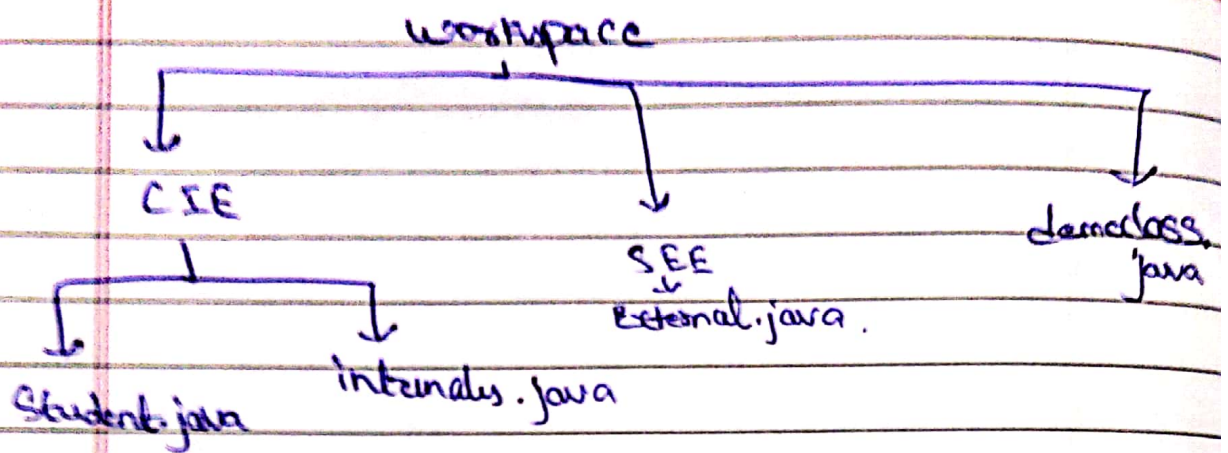 workspace
CIE
SEE
democlass.
java
External.java.
internals.java
Student.java